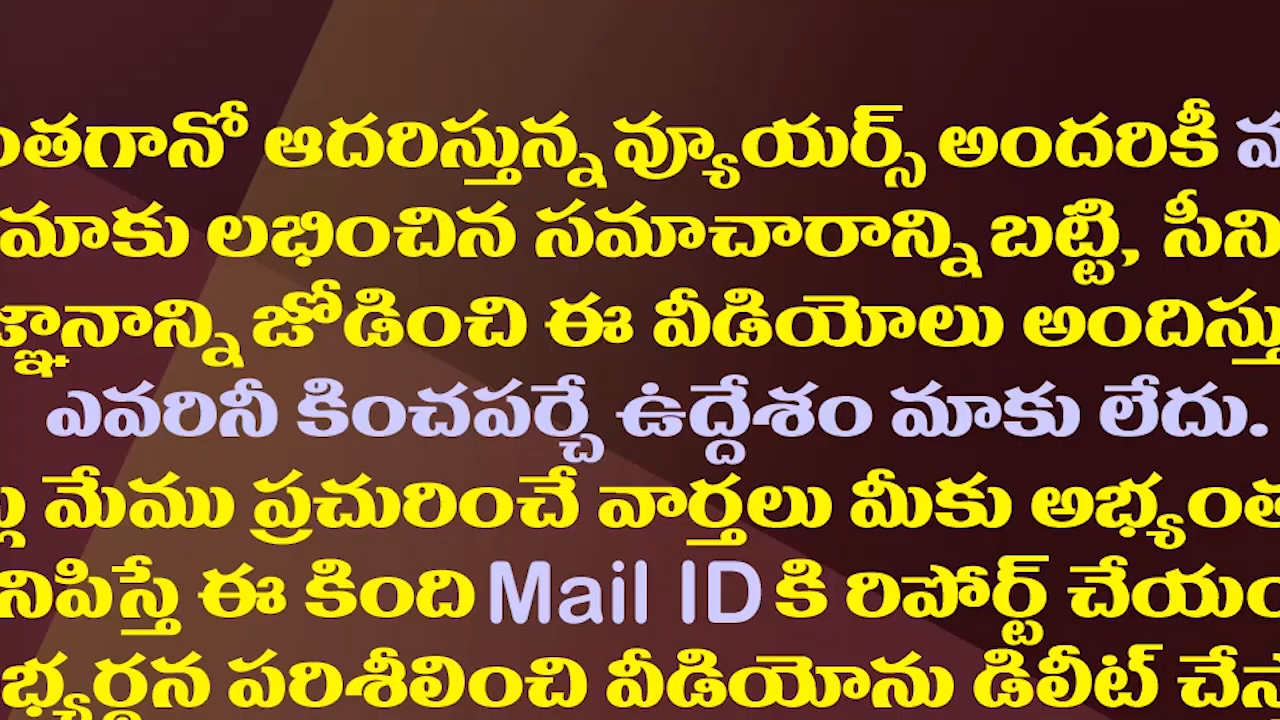 ఆదరిస్తున్న వ్యూయర్స్ అందరికీ
మాకు లభించిన సమాచారాన్ని బట్టి,
జోడించి ఈ వీడియోలు
ఎవరినీ కించపర్చే ఉద్దేశం మాకు లేదు.
మేము ప్రచురించే వార్తలు మీకు
ఈ కింది Mail ID కి రిపోర్ట్
పరిశీలించి వీడియోను డిలీట్